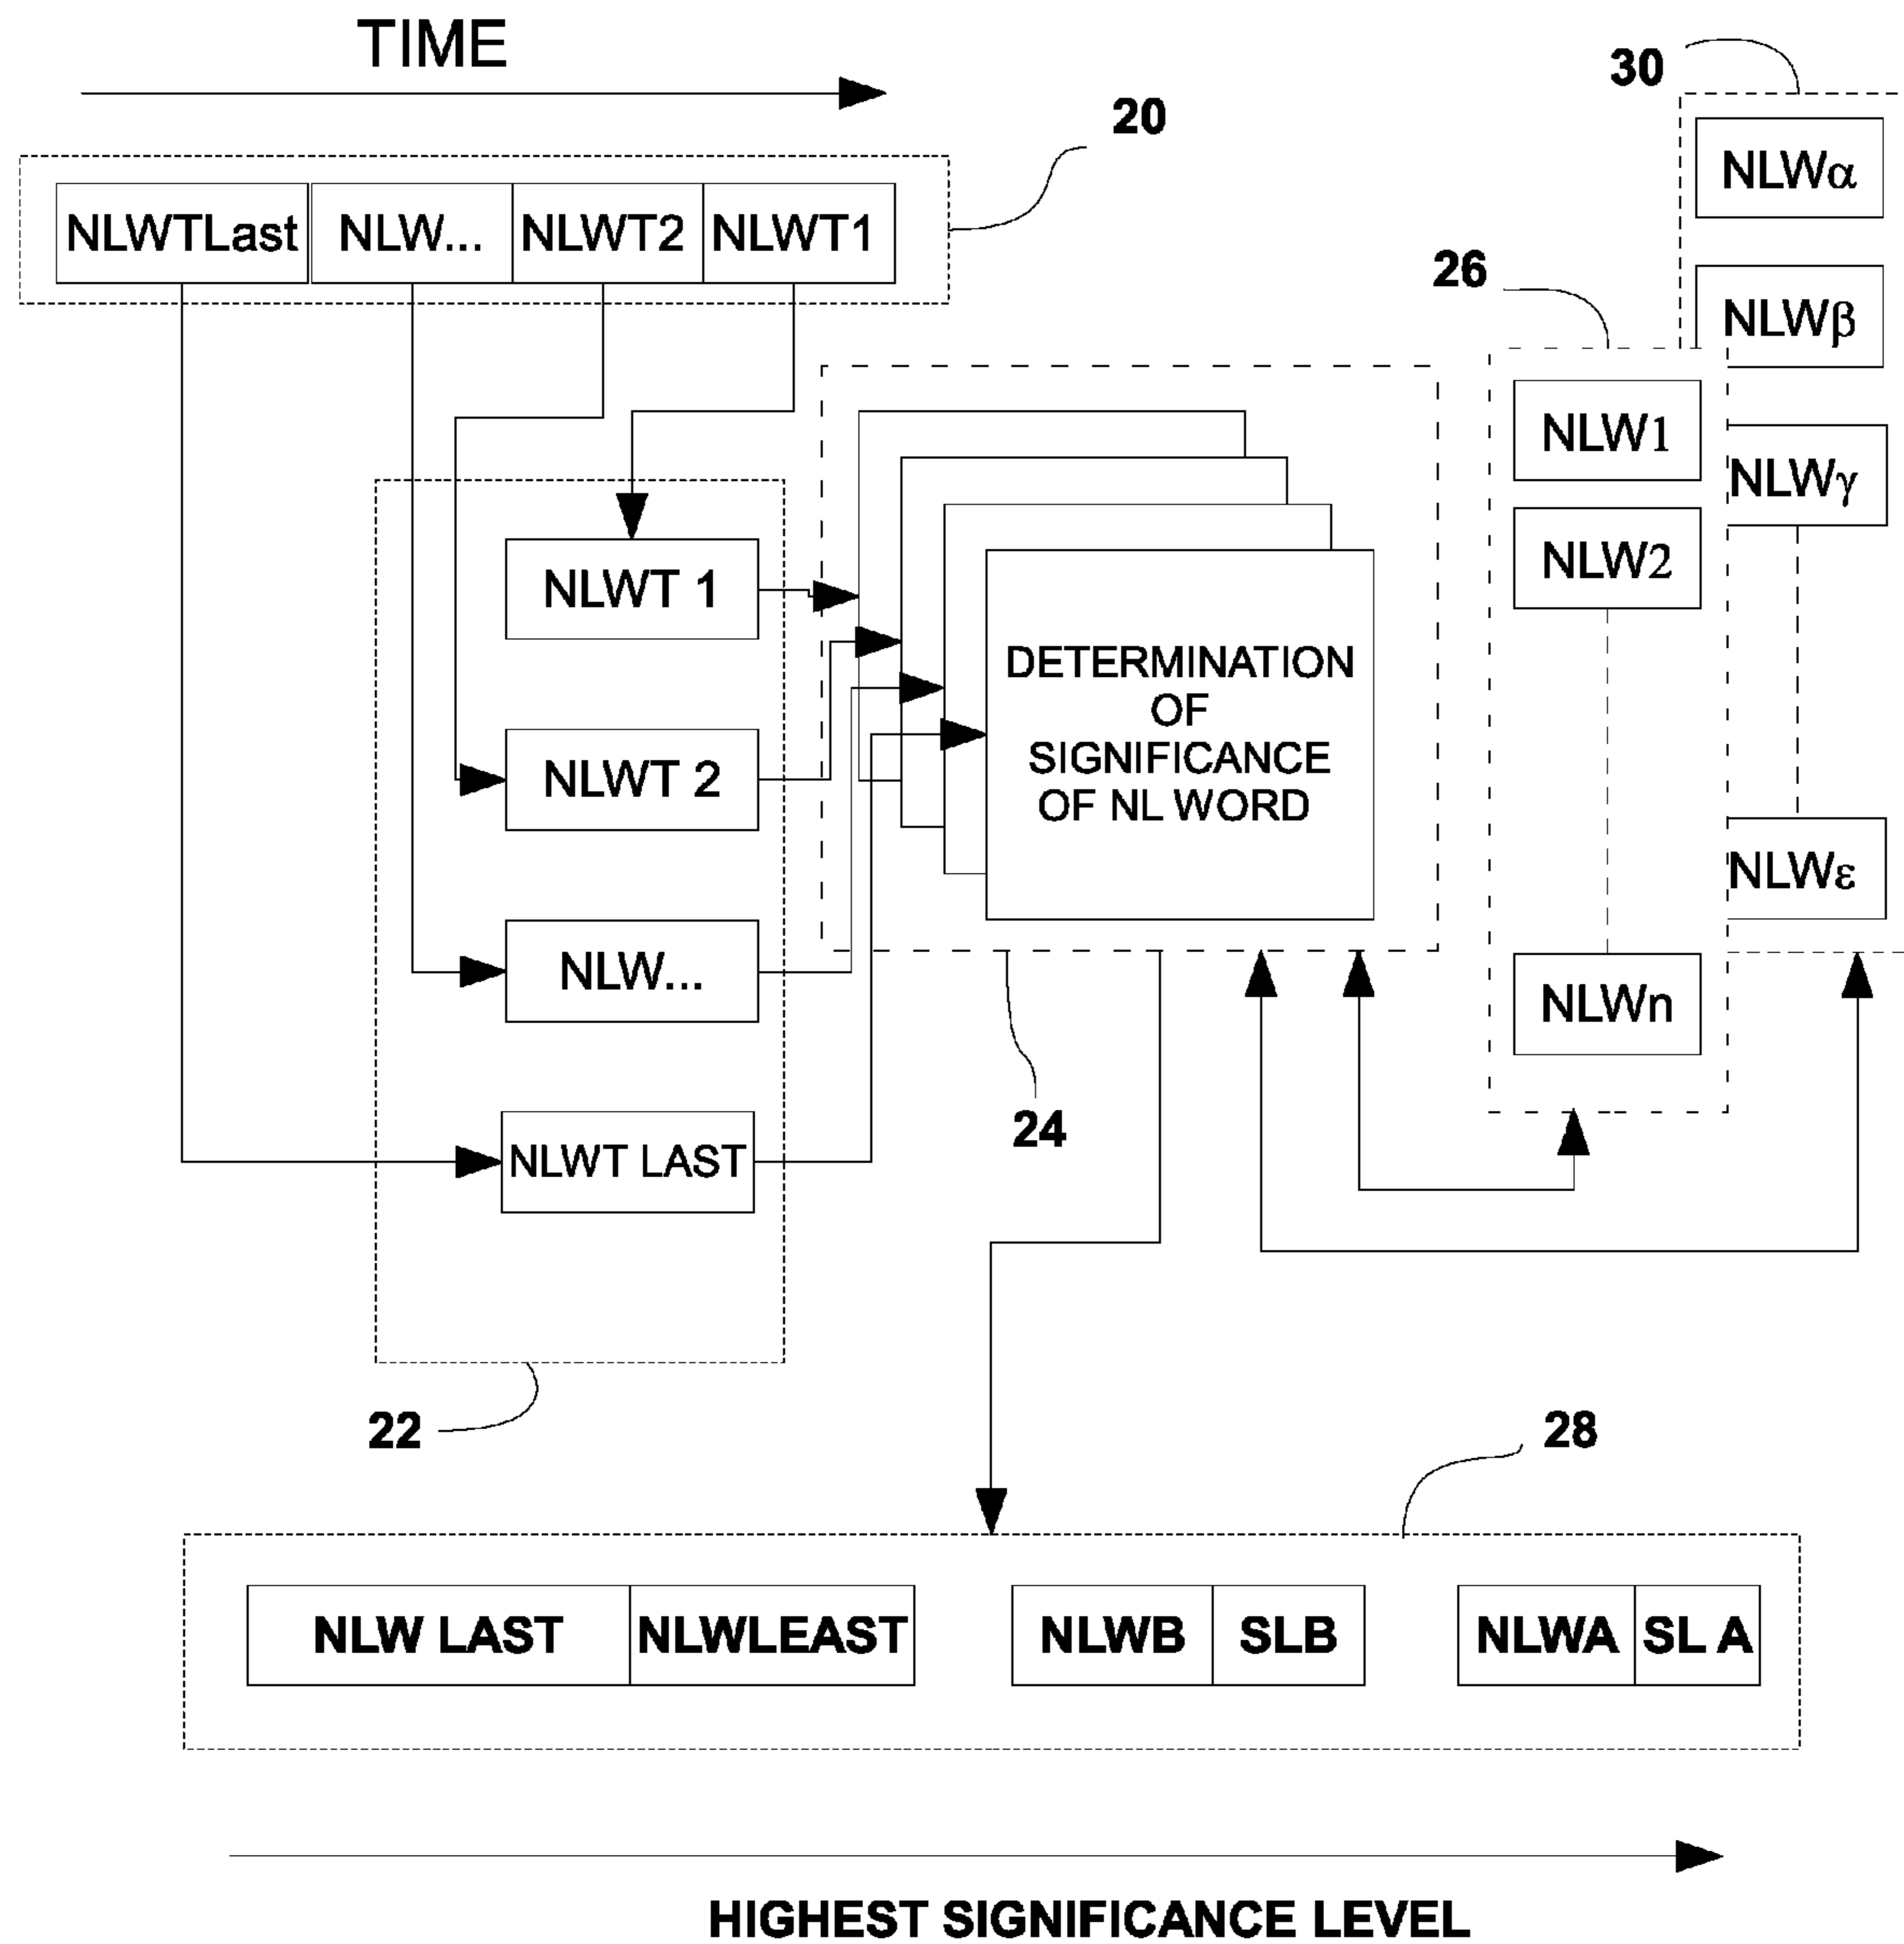 TIME
20
30
NLWTLast NLW... NLWT2 NLWT1
NLWα
NLWβ
26
NLW1
NLWγ
NLW2
NLWT 1
DETERMINATION
OF
SIGNIFICANCE
OF NL WORD
NLWT 2
NLWε
NLW...
NLWn
24
NLWT LAST
22
28
NLW LAST NLWLEAST NLWB SLB NLWA SL A
HIGHEST SIGNIFICANCE LEVEL